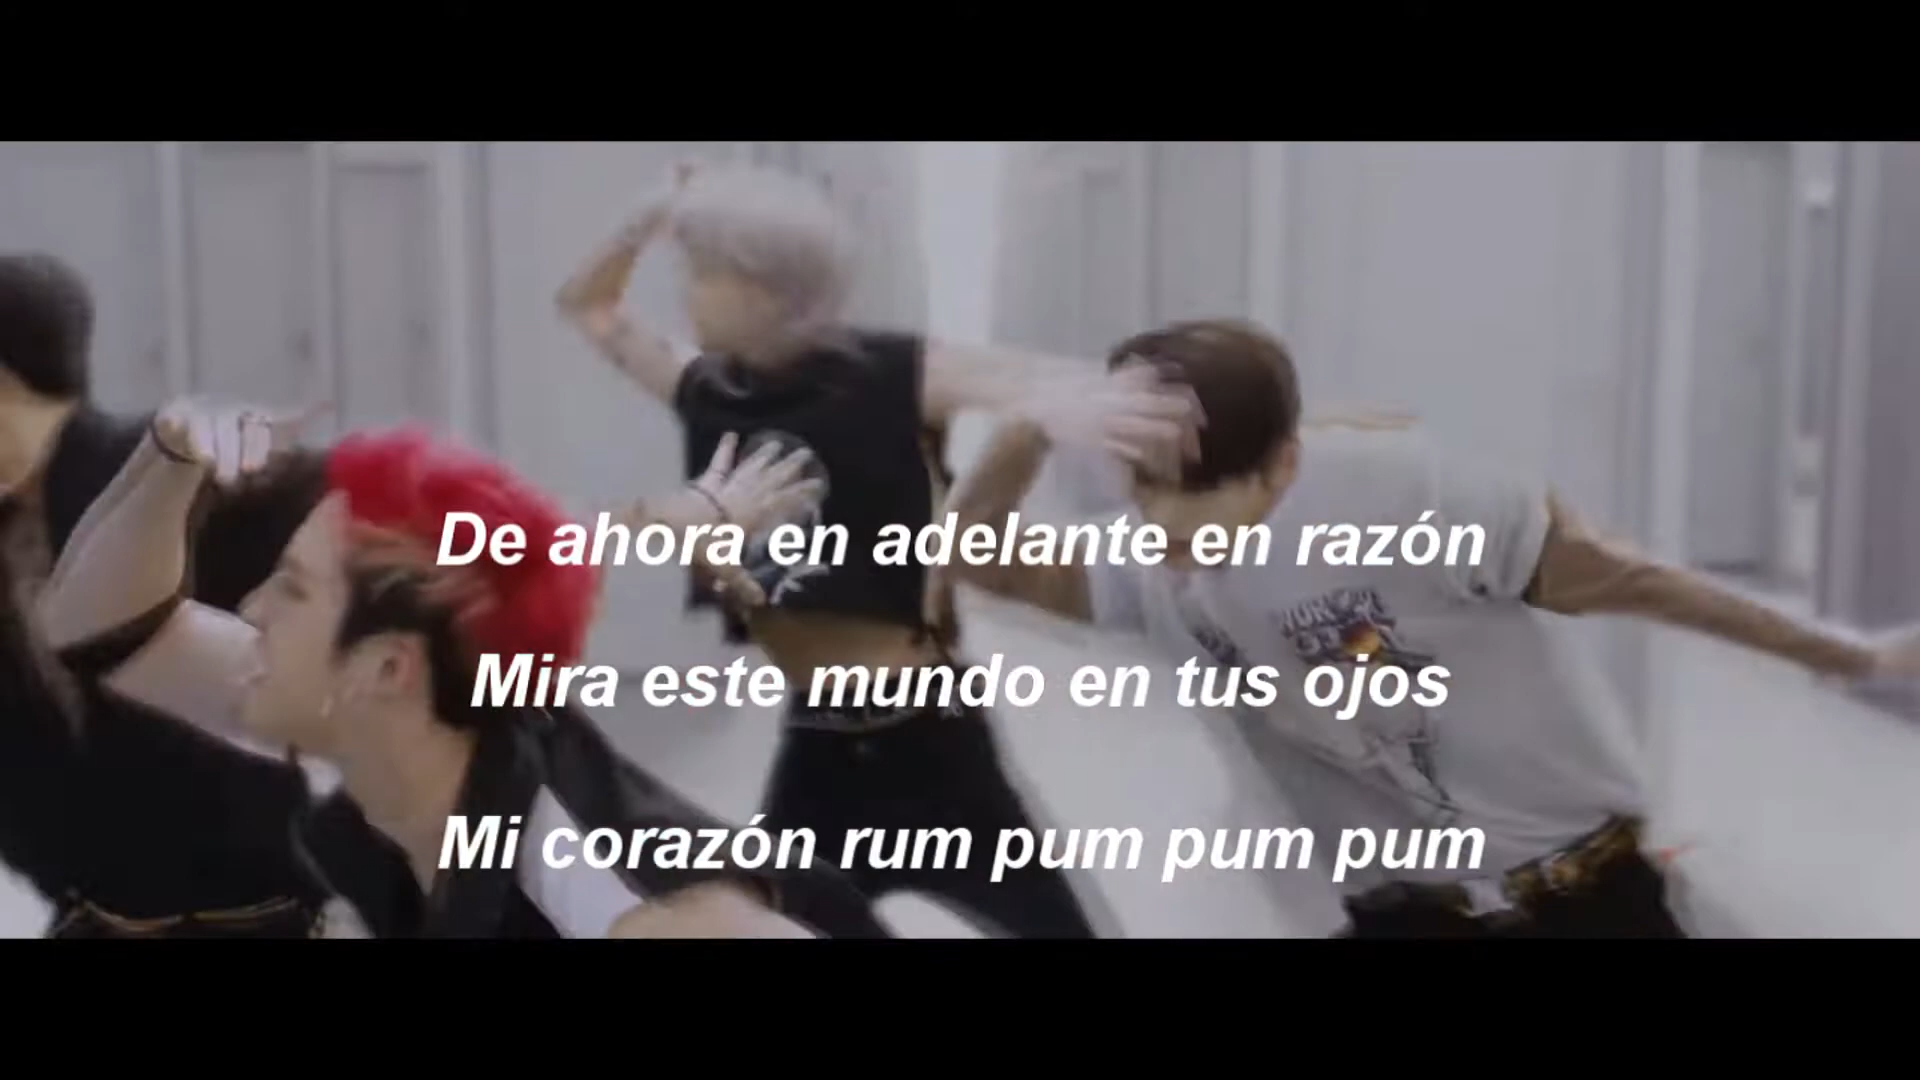 De ahora en adelante en razón
Mira este mundo en tus ojos
Mi corazón rum pum pum pum